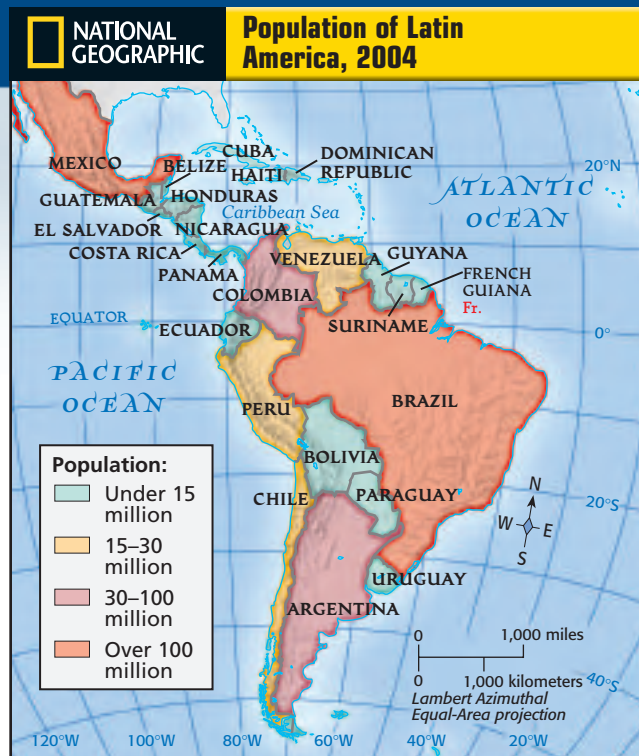 NATIONAL
GEOGRAPHIC
Population of Latin
America, 2004
MEXICO
BELIZE
CUBA
HAITI
DOMINICAN
REPUBLIC
20°N
GUATEMALA
HONDURAS
ATLANTIC
OCEAN
Caribbean Sea
EL SALVADOR
NICARAGUA
COSTA RICA
PANAMA
VENEZUELA
GUYANA
FRENCH
GUIANA
Fr.
COLOMBIA
SURINAME
EQUATOR
ECUADOR
0°
PACIFIC
OCEAN
PERU
BRAZIL
BOLIVIA
Population:
Under 15
million
15–30
million
30–100
million
Over 100
million
CHILE
PARAGUAY
N
W
E
S
20°S
URUGUAY
ARGENTINA
0
1,000 miles
0
1,000 kilometers
Lambert Azimuthal
Equal-Area projection
40°S
120°W
100°W
80°W
60°W
40°W
20°W